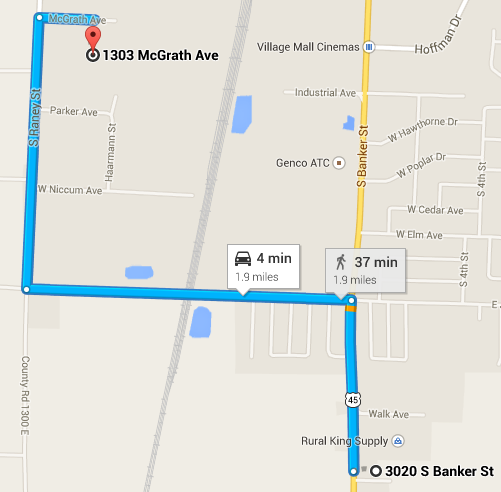 McGrath Ave
1303 McGrath Ave
Village Mall Cinemas
Hoffman Dr
Industrial Ave
Parker Ave
S Raney St
Haarmann St
S Banker St
W Hawthorne Dr
Genco ATC
W Poplar Dr
S 4th St
W Niccum Ave
W Cedar Ave
W Elm Ave
S 4th St
4 min
1.9 miles
37 min
1.9 miles
E
County Rd 1300 E
45
Walk Ave
Rural King Supply
3020 S Banker St